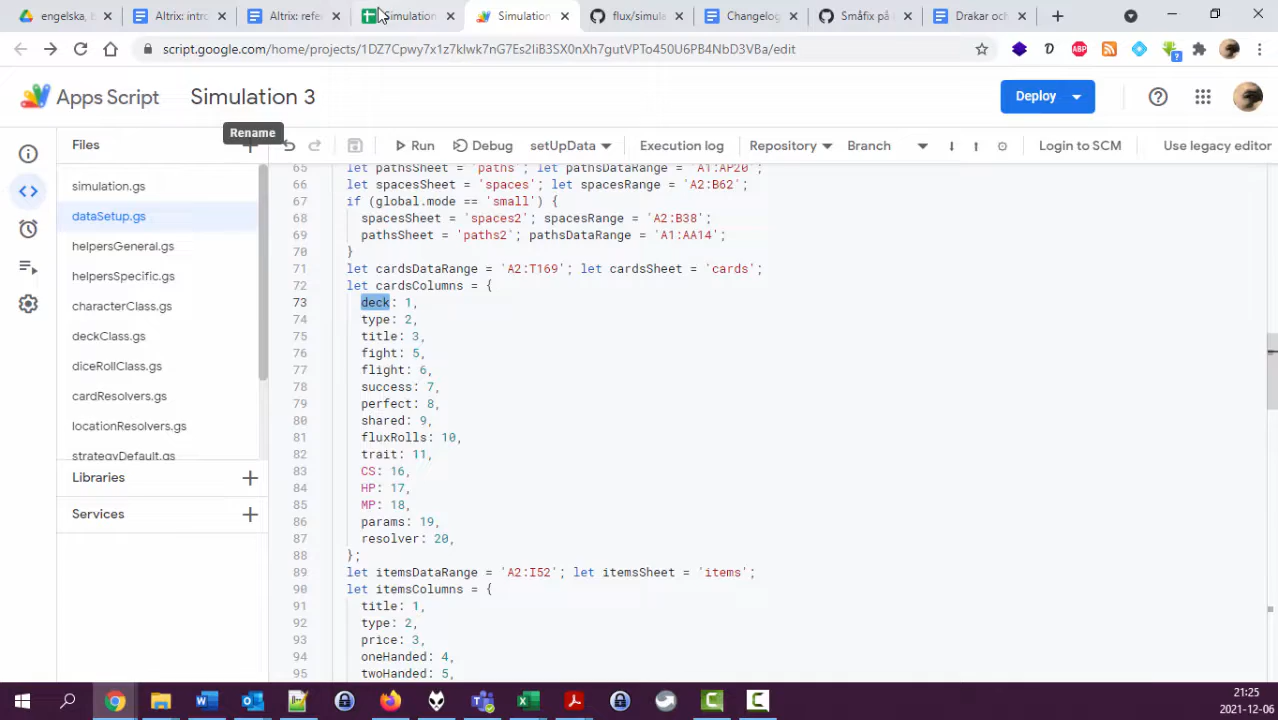 engelska,
Altrix: intro
Altrix: refe
Simulation
Simulation
flux/simula
Changelog
Småfix på
Drakar och
script.google.com/home/projects/1DZ7Cpwy7x1z7kIwk7nG7Es2IiB3SX0nXh7gutVPTo450U6PB4NbD3VBa/edit
Apps Script
Simulation 3
Deploy
Rename
Files
Run
Debug
setUpData
Execution log
Repository
Branch
Login to SCM
Use legacy editor
simulation.gs
dataSetup.gs
helpersGeneral.gs
helpersSpecific.gs
characterClass.gs
deckClass.gs
diceRollClass.gs
cardResolvers.gs
locationResolvers.gs
strategyDefault.gs
Libraries
Services
65 let pathsSheet = 'paths'; let pathsDataRange = 'A1:AP20';
66 let spacesSheet = 'spaces'; let spacesRange = 'A2:B62';
67 if (global.mode == 'small') {
68 spacesSheet = 'spaces2'; spacesRange = 'A2:B38';
69 pathsSheet = 'paths2'; pathsDataRange = 'A1:AA14';
70 }
71 let cardsDataRange = 'A2:T169'; let cardsSheet = 'cards';
72 let cardsColumns = {
73 deck: 1,
74 type: 2,
75 title: 3,
76 fight: 5,
77 flight: 6,
78 success: 7,
79 perfect: 8,
80 shared: 9,
81 fluxRolls: 10,
82 trait: 11,
83 CS: 16,
84 HP: 17,
85 MP: 18,
86 params: 19,
87 resolver: 20,
88 };
89 let itemsDataRange = 'A2:I52'; let itemsSheet = 'items';
90 let itemsColumns = {
91 title: 1,
92 type: 2,
93 price: 3,
94 oneHanded: 4,
95 twoHanded: 5,
21:25
2021-12-06